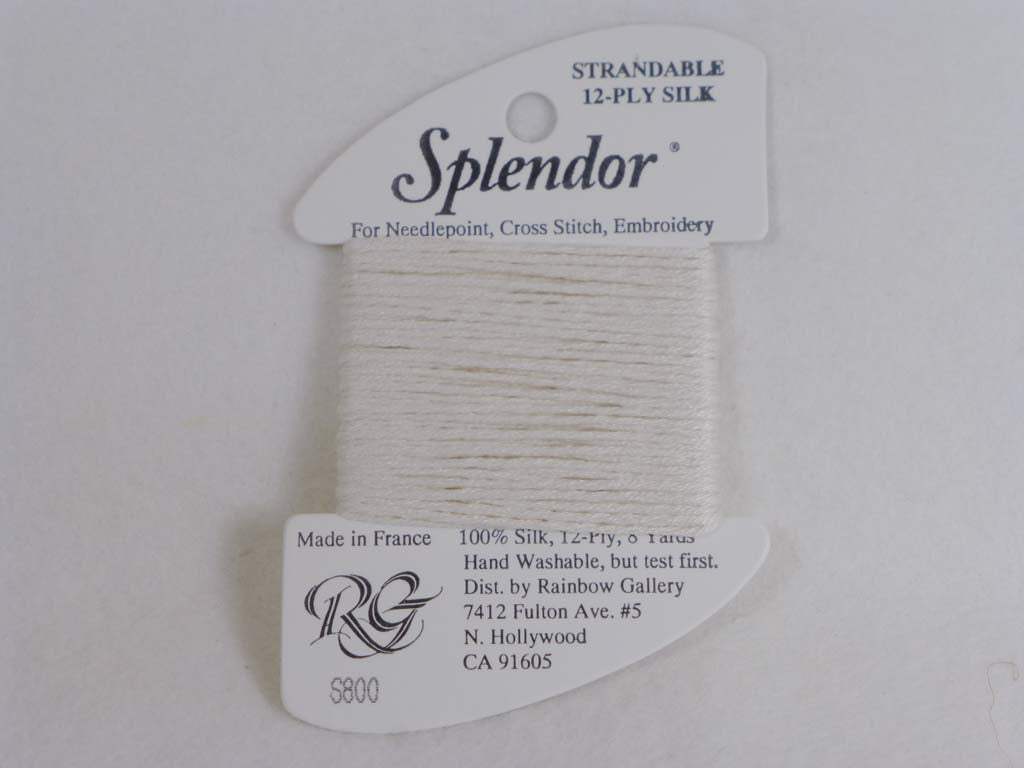 STRANDABLE
12-PLY SILK
Splendor®
For Needlepoint, Cross Stitch, Embroidery
Made in France
100% Silk, 12-Ply, 8 Yards
Hand Washable, but test first.
Dist. by Rainbow Gallery
7412 Fulton Ave. #5
N. Hollywood
CA 91605
RG
S800